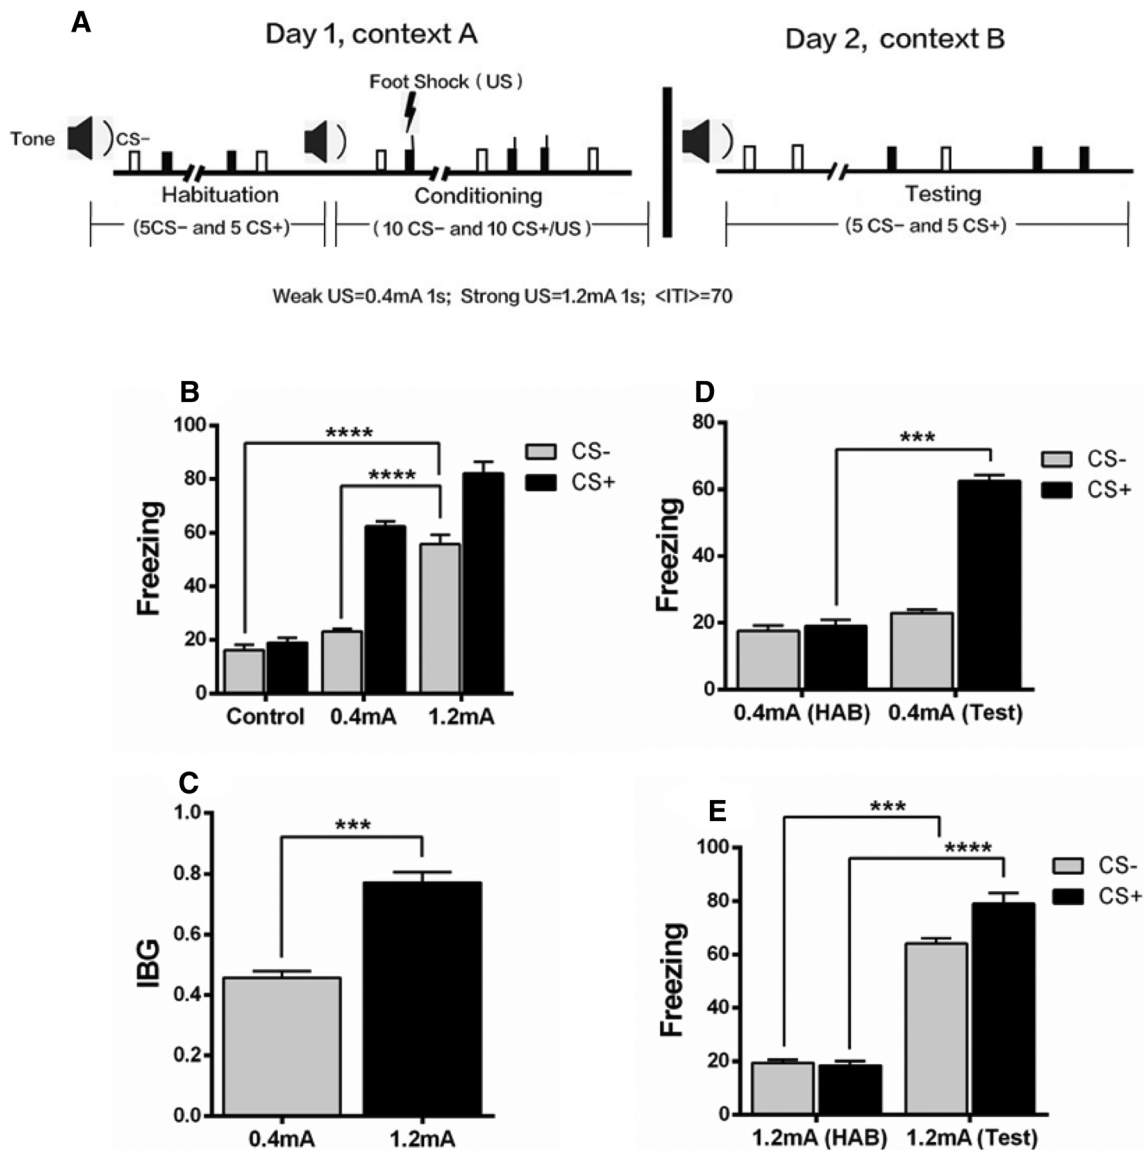 A
Day 1, context A
Day 2, context B
Foot Shock ( US )
Tone
CS–
Habituation
Conditioning
Testing
(5CS– and 5 CS+)
( 10 CS– and 10 CS+/US )
(5 CS– and 5 CS+)
Weak US=0.4mA 1s; Strong US=1.2mA 1s; <ITI>=70
B
100
80
60
40
20
0
Freezing
****
****
CS-
CS+
Control
0.4mA
1.2mA
D
80
60
40
20
0
Freezing
***
CS-
CS+
0.4mA (HAB)
0.4mA (Test)
C
1.0
0.8
0.6
0.4
0.2
0.0
IBG
***
0.4mA
1.2mA
E
100
80
60
40
20
0
Freezing
***
****
CS-
CS+
1.2mA (HAB)
1.2mA (Test)